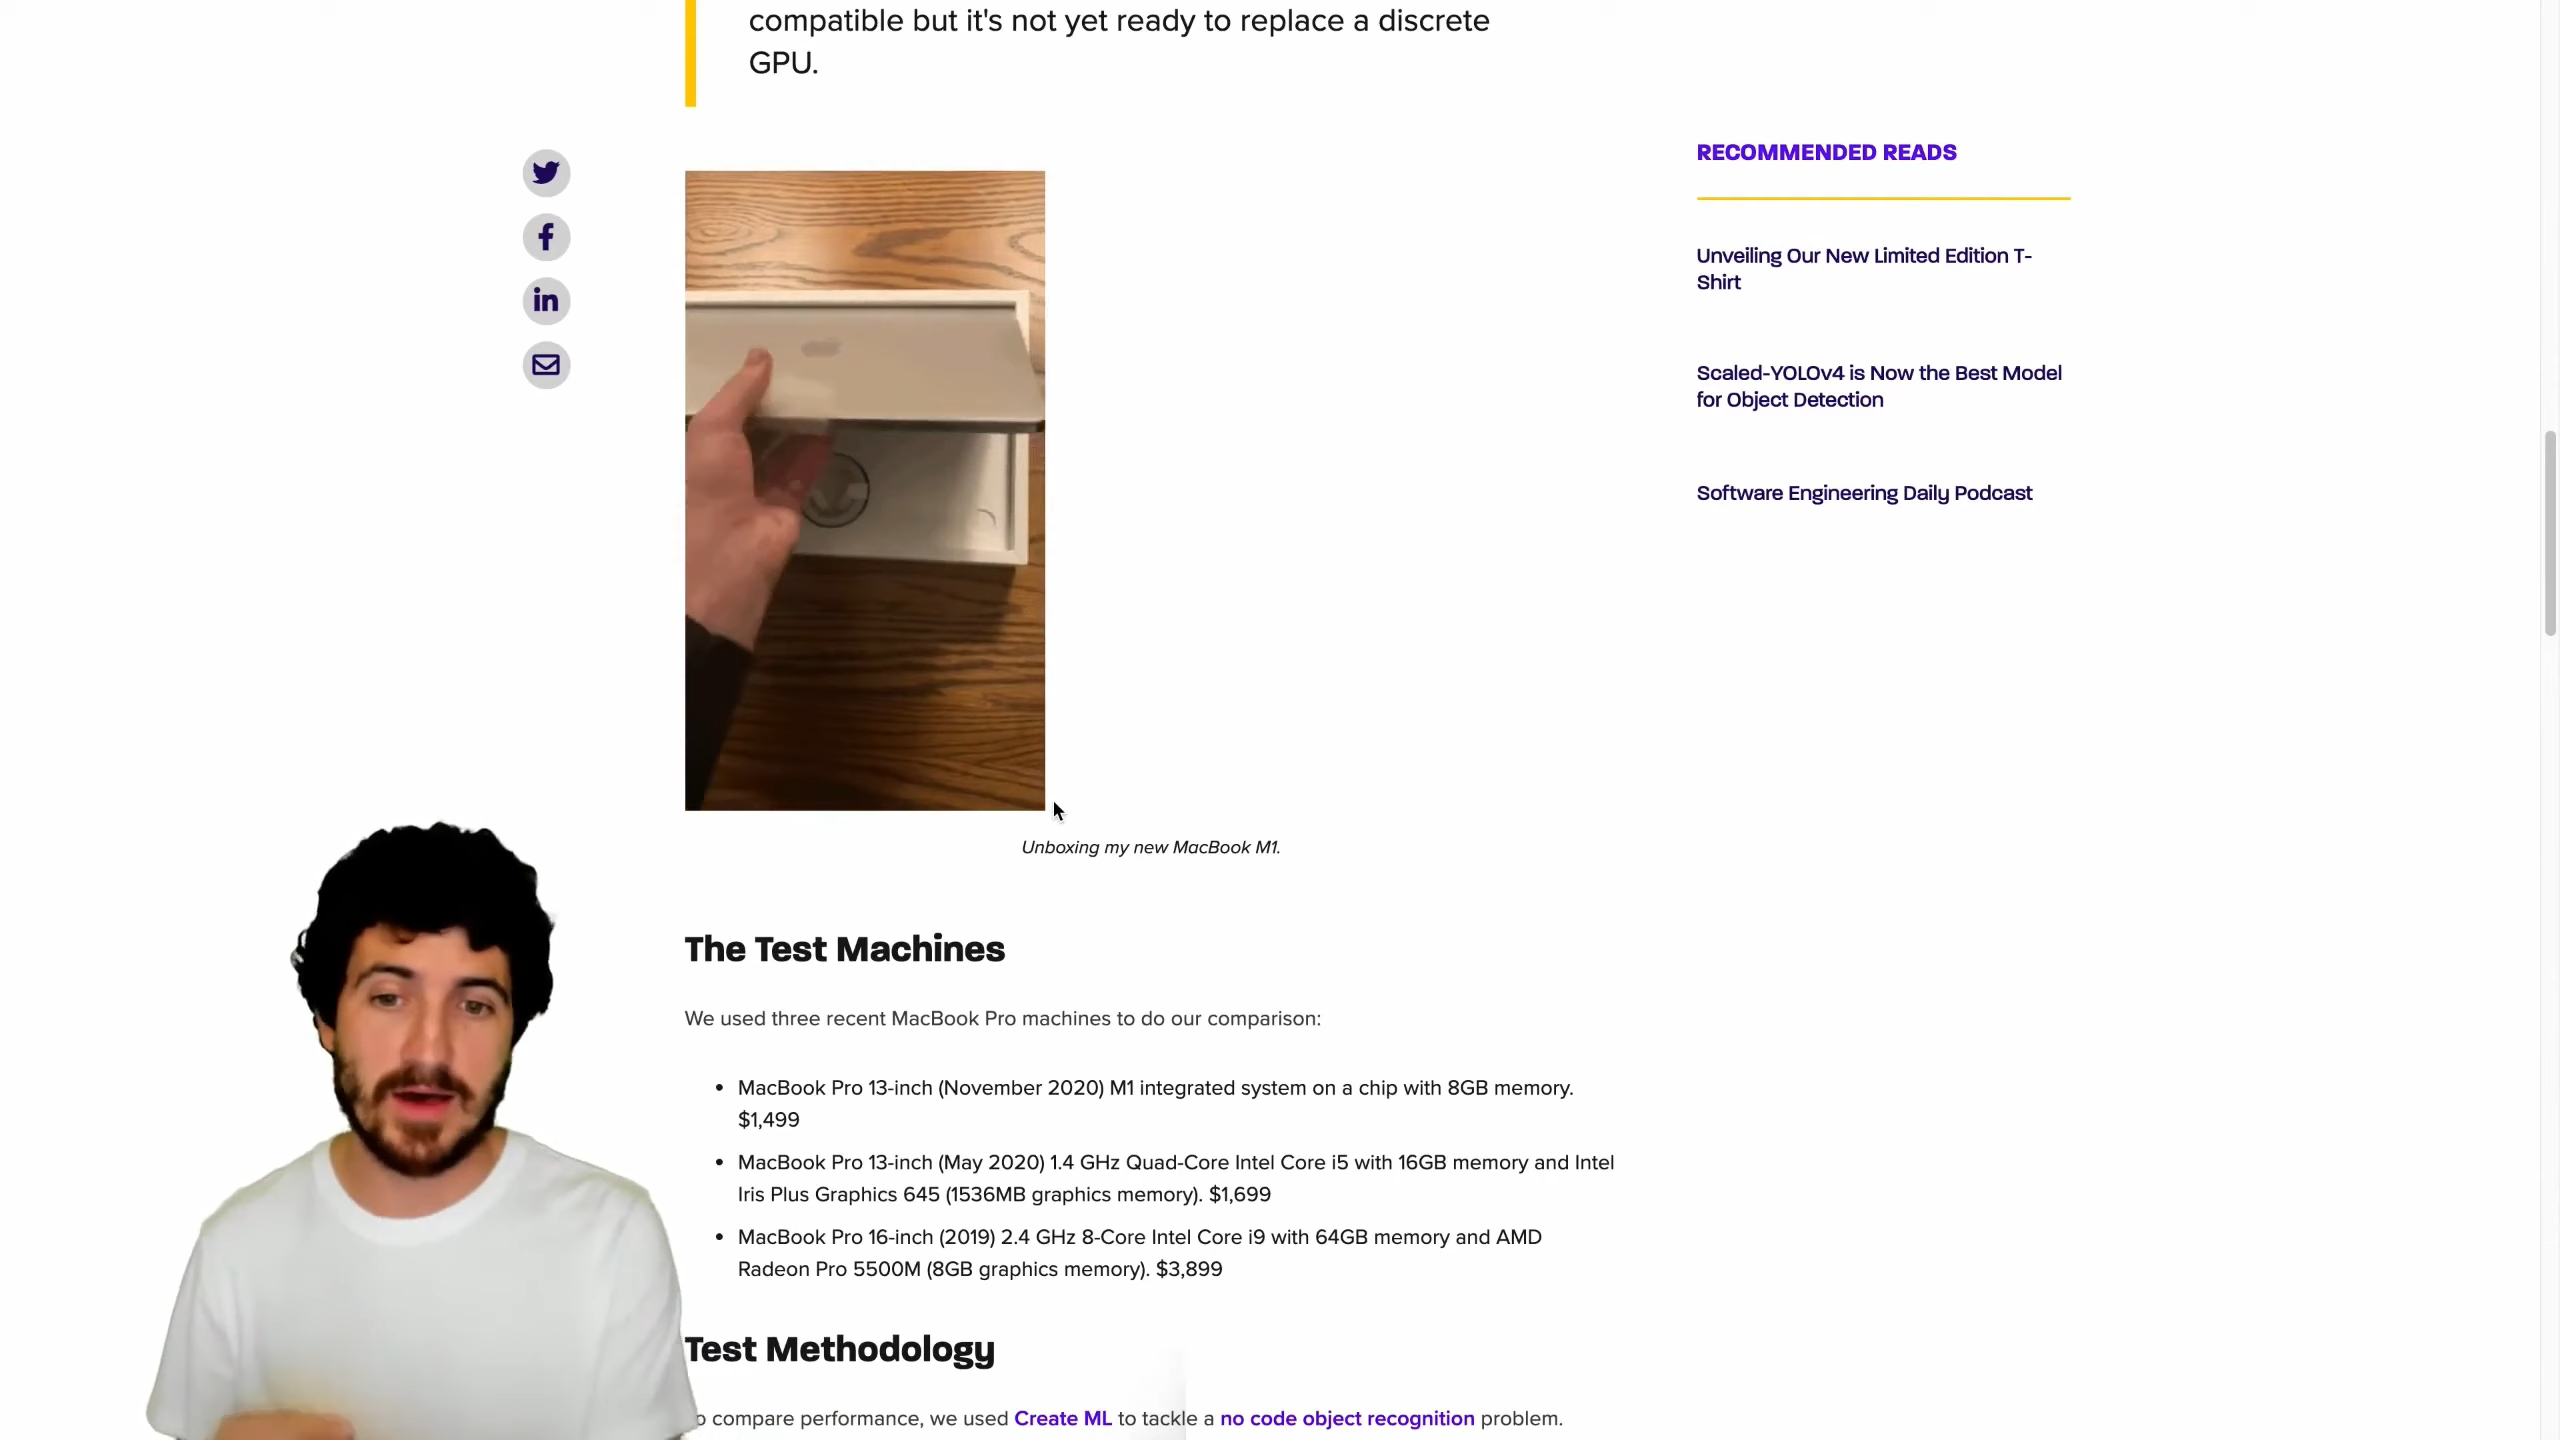 compatible but it's not yet ready to replace a discrete
GPU.
RECOMMENDED READS
Unveiling Our New Limited Edition T-
Shirt
Scaled-YOLOv4 is Now the Best Model
for Object Detection
Software Engineering Daily Podcast
Unboxing my new MacBook M1.
The Test Machines
We used three recent MacBook Pro machines to do our comparison:
• MacBook Pro 13-inch (November 2020) M1 integrated system on a chip with 8GB memory.
$1,499
• MacBook Pro 13-inch (May 2020) 1.4 GHz Quad-Core Intel Core i5 with 16GB memory and Intel
Iris Plus Graphics 645 (1536MB graphics memory). $1,699
• MacBook Pro 16-inch (2019) 2.4 GHz 8-Core Intel Core i9 with 64GB memory and AMD
Radeon Pro 5500M (8GB graphics memory). $3,899
Test Methodology
compare performance, we used Create ML to tackle a no code object recognition problem.